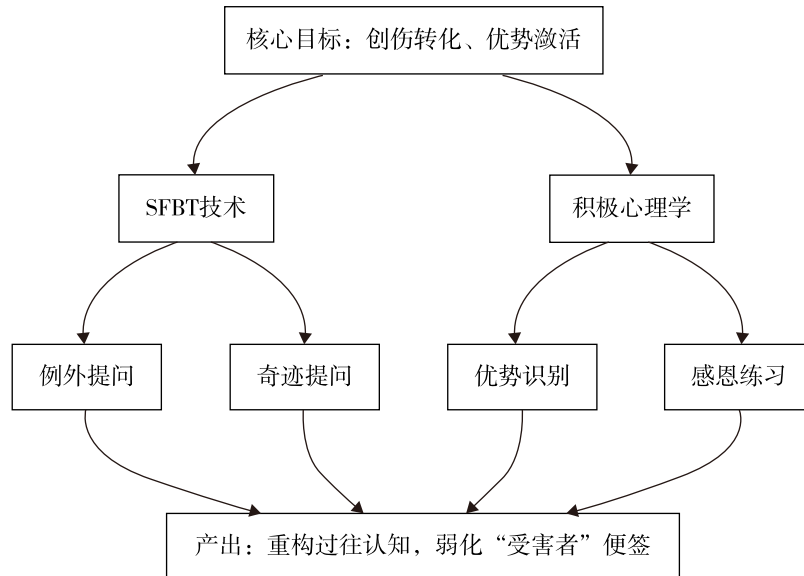 核心目标：创伤转化、优势潋活
SFBT技术
积极心理学
例外提问
奇迹提问
优势识别
感恩练习
产出：重构过往认知，弱化“受害者”便签